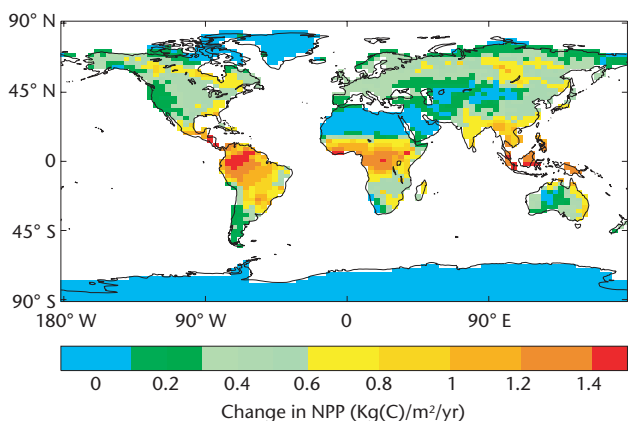 90° N
45° N
0
45° S
90° S
180° W 90° W 0 90° E
0 0.2 0.4 0.6 0.8 1 1.2 1.4
Change in NPP (Kg(C)/m²/yr)